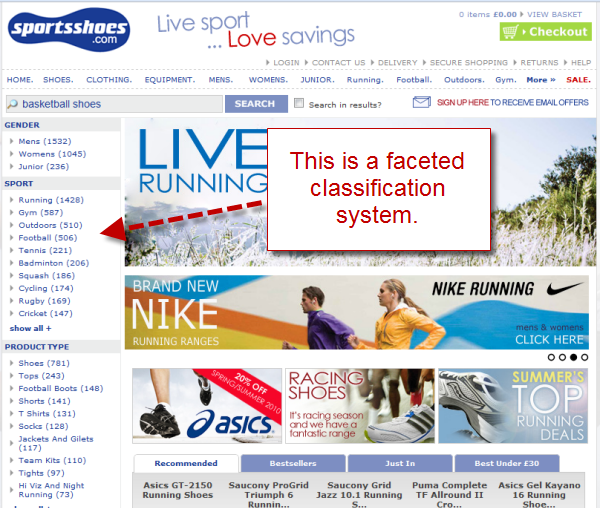 sportsshoes
.com
Live sport
... Love savings
0 items £0.00 > VIEW BASKET
Checkout
LOGIN CONTACT US DELIVERY SECURE SHOPPING RETURNS HELP
HOME. SHOES. CLOTHING. EQUIPMENT. MENS. WOMENS. JUNIOR. Running. Football. Outdoors. Gym. More » SALE.
basketball shoes SEARCH Search in results? SIGN UP HERE TO RECEIVE EMAIL OFFERS
GENDER
Mens (1532)
Womens (1045)
Junior (236)
SPORT
Running (1428)
Gym (587)
Outdoors (510)
Football (506)
Tennis (221)
Badminton (206)
Squash (186)
Cycling (174)
Rugby (169)
Cricket (147)
show all +
PRODUCT TYPE
Shoes (781)
Tops (243)
Football Boots (148)
Shorts (141)
T Shirts (131)
Socks (128)
Jackets And Gilets
(117)
Team Kits (110)
Tights (97)
Hi Viz And Night
Running (73)
LIVE
RUNNING
This is a faceted
classification
system.
BRAND NEW
NIKE
RUNNING RANGES
NIKE RUNNING
mens & womens
CLICK HERE
20% OFF
SPRING/SUMMER 2010
asics
RACING
SHOES
It's racing season
and we have a
fantastic range
SUMMER'S
TOP
RUNNING
DEALS
Recommended Bestsellers Just In Best Under £30
Asics GT-2150
Running Shoes
Saucony ProGrid
Triumph 6
Runnin...
Saucony Grid
Jazz 10.1 Running
S...
Puma Complete
TF Allround II
Cro...
Asics Gel Kayano
16 Running
Shoe...